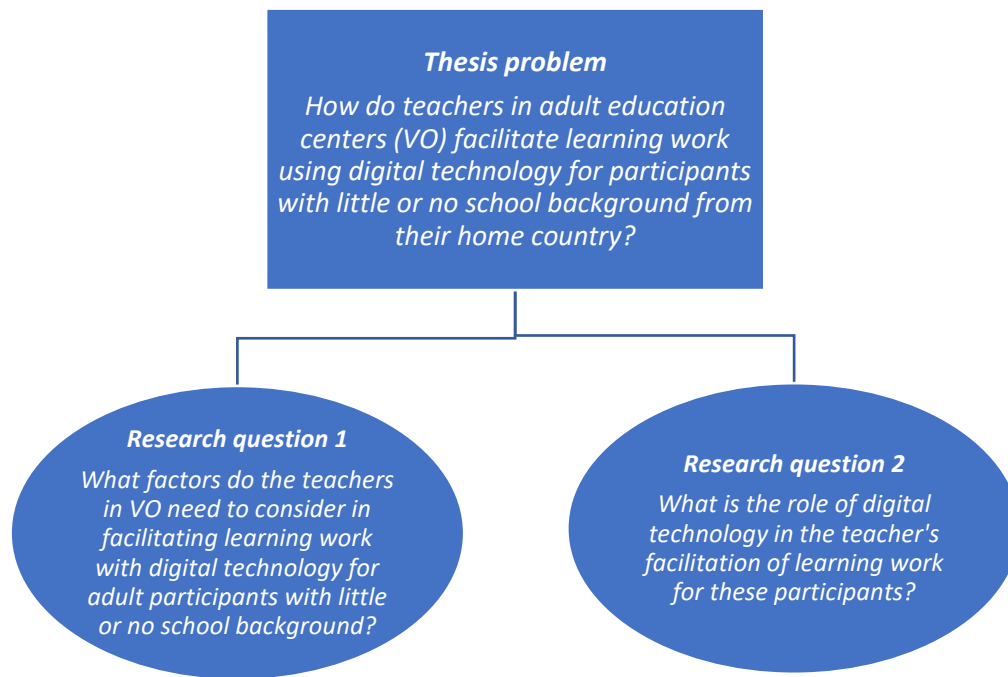 Thesis problem
How do teachers in adult education
centers (VO) facilitate learning work
using digital technology for participants
with little or no school background from
their home country?
Research question 1
What factors do the teachers
in VO need to consider in
facilitating learning work
with digital technology for
adult participants with little
or no school background?
Research question 2
What is the role of digital
technology in the teacher's
facilitation of learning work
for these participants?